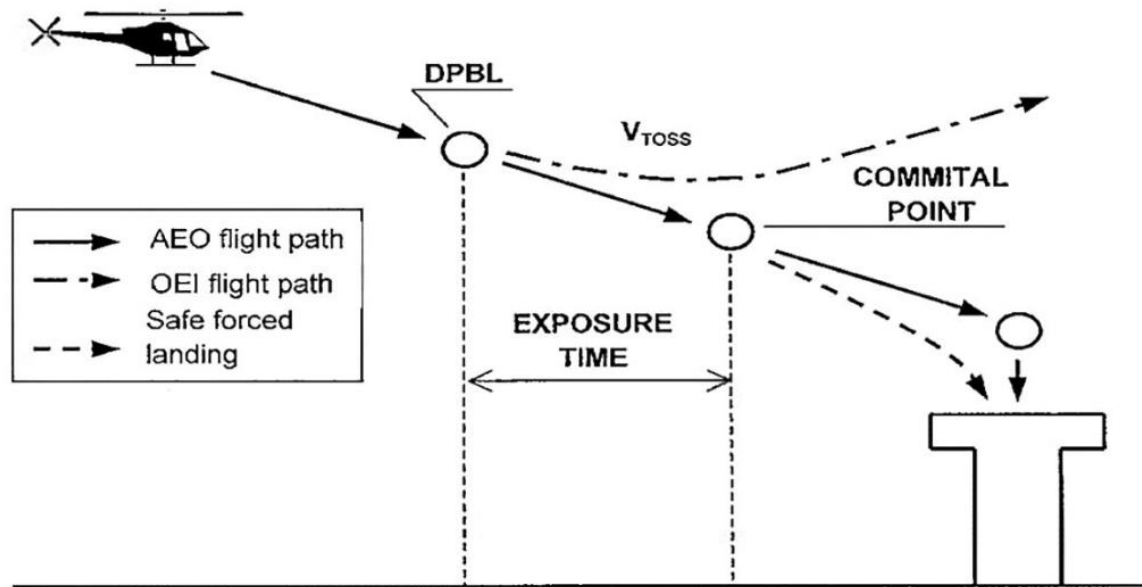 DPBL
VTOSS
COMMITAL
POINT
AEO flight path
OEI flight path
Safe forced
landing
EXPOSURE
TIME